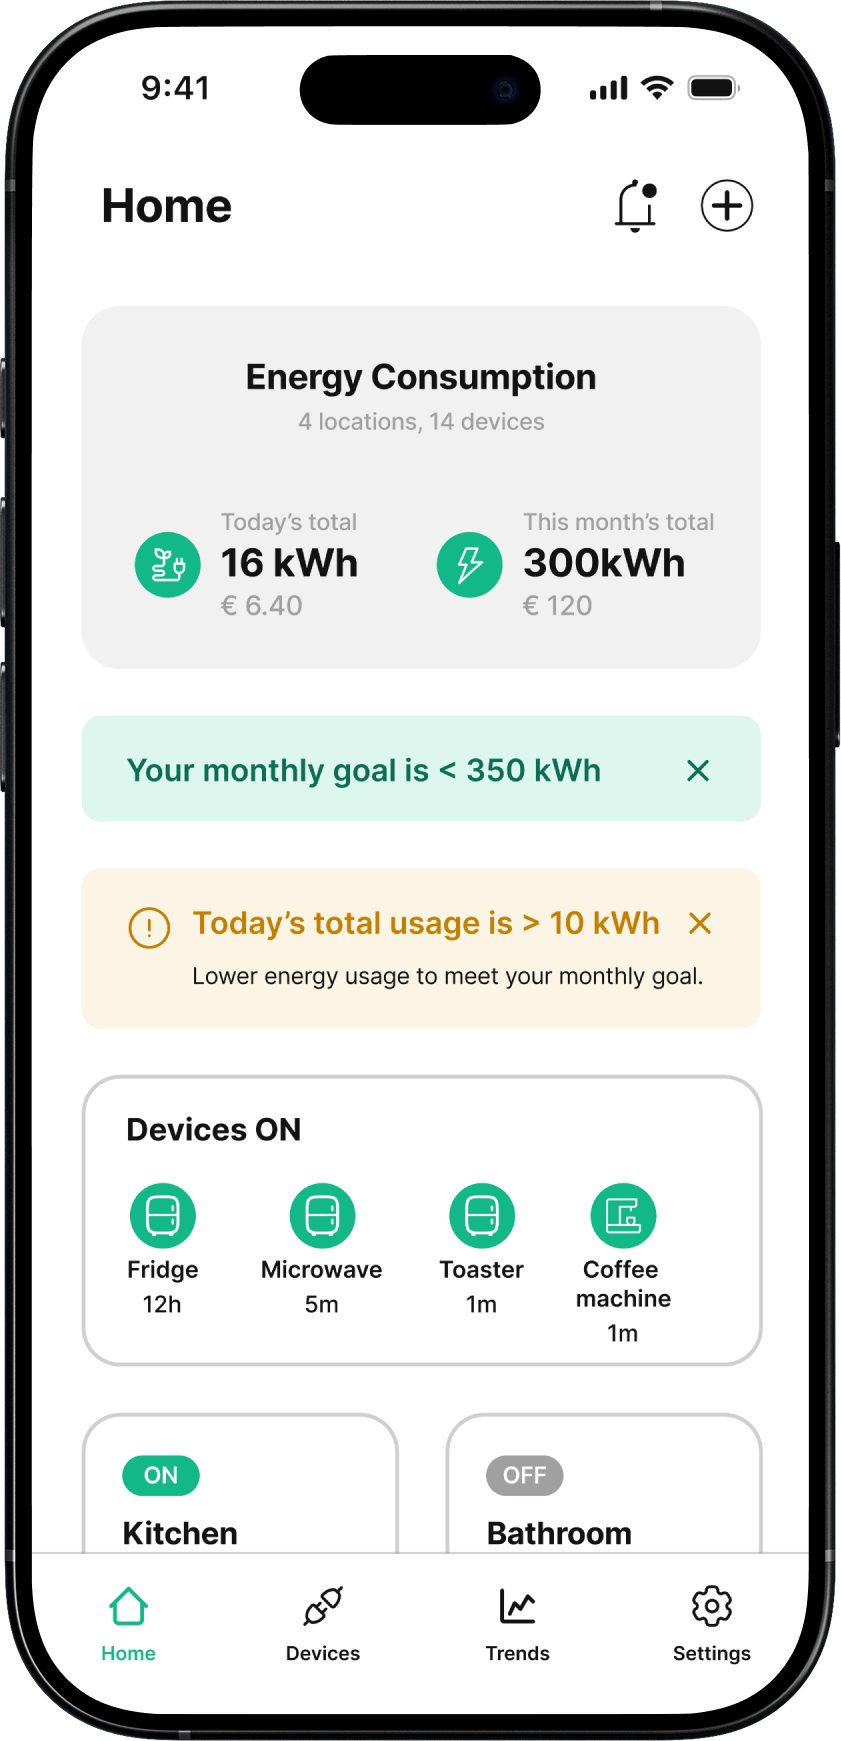 9:41
Home
Energy Consumption
4 locations, 14 devices
Today’s total
16 kWh
€ 6.40
This month’s total
300kWh
€ 120
Your monthly goal is < 350 kWh
Today’s total usage is > 10 kWh
Lower energy usage to meet your monthly goal.
Devices ON
Fridge
12h
Microwave
5m
Toaster
1m
Coffee
machine
1m
ON
Kitchen
OFF
Bathroom
Home
Devices
Trends
Settings